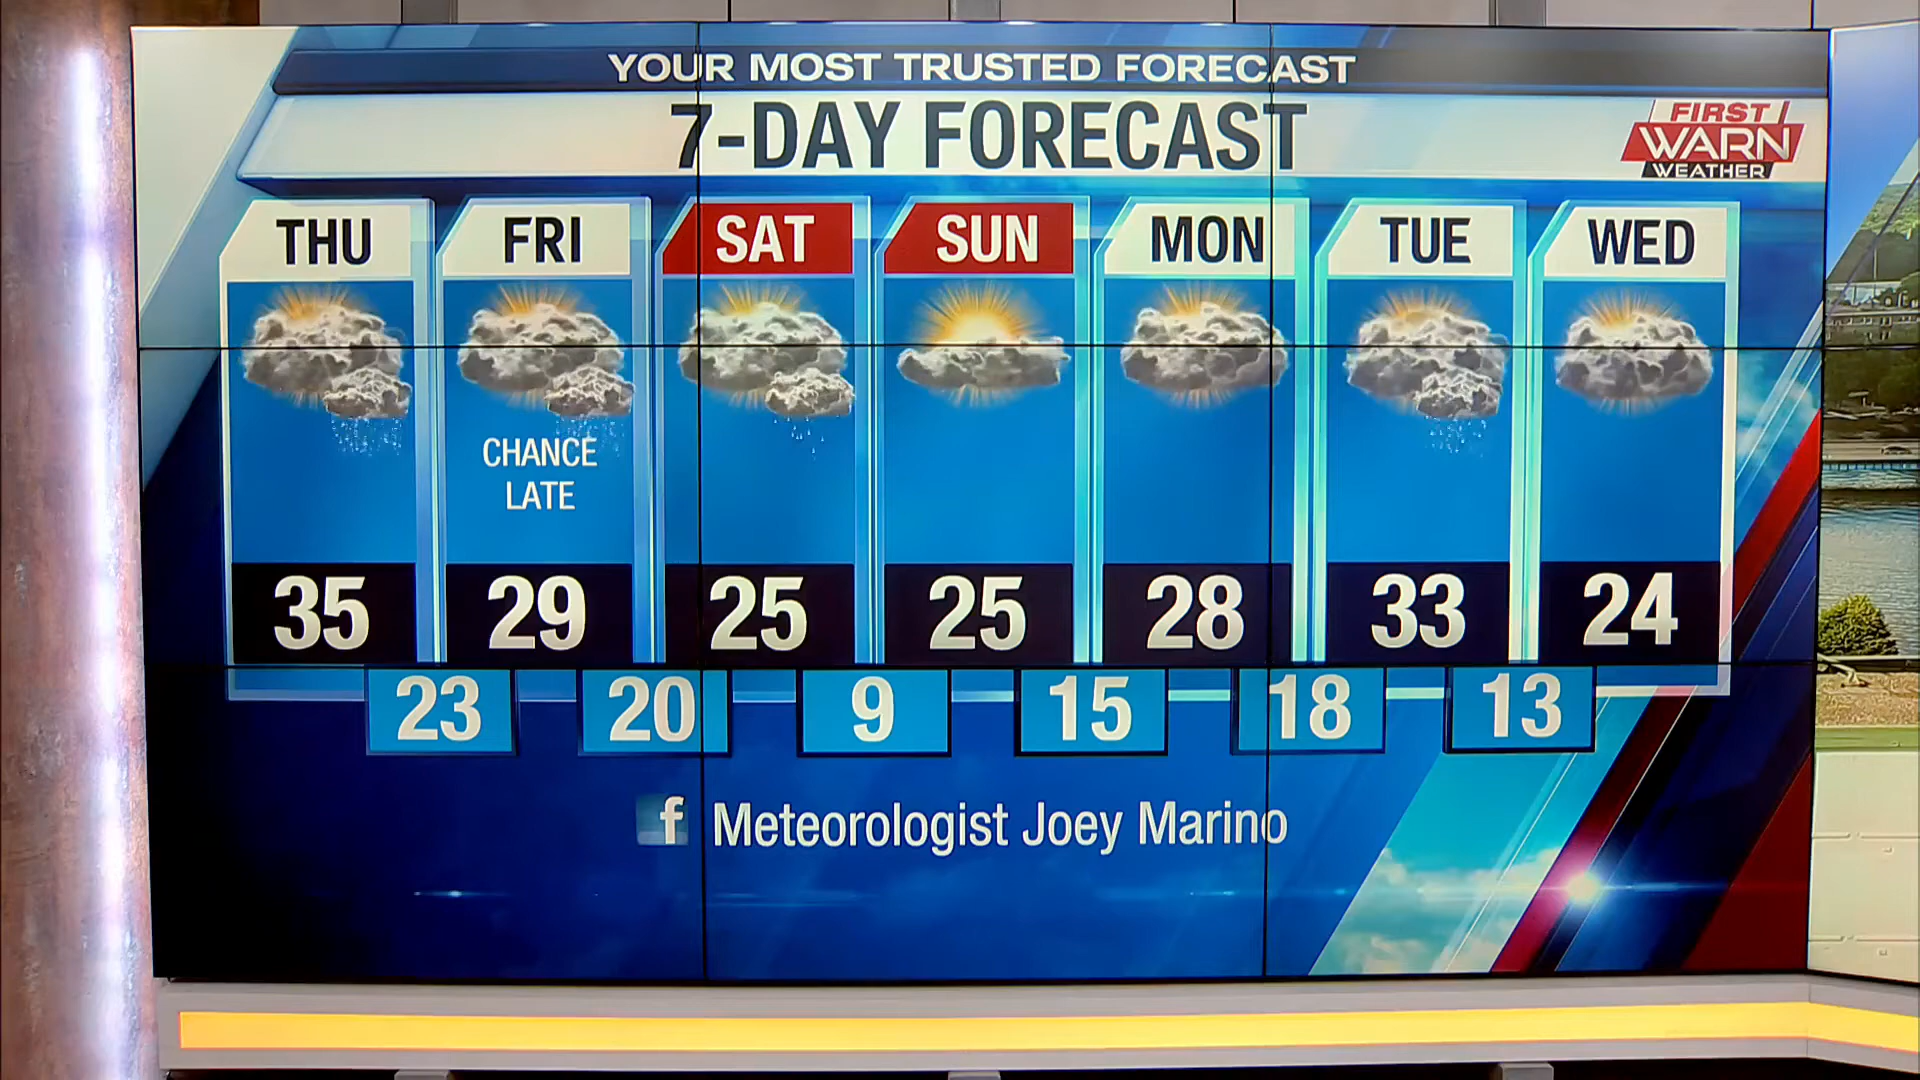 YOUR MOST TRUSTED FORECAST
7-DAY FORECAST
FIRST
WARN
WEATHER
THU FRI SAT SUN MON TUE WED
CHANCE
LATE
35 29 25 25 28 33 24
23 20 9 15 18 13
f Meteorologist Joey Marino